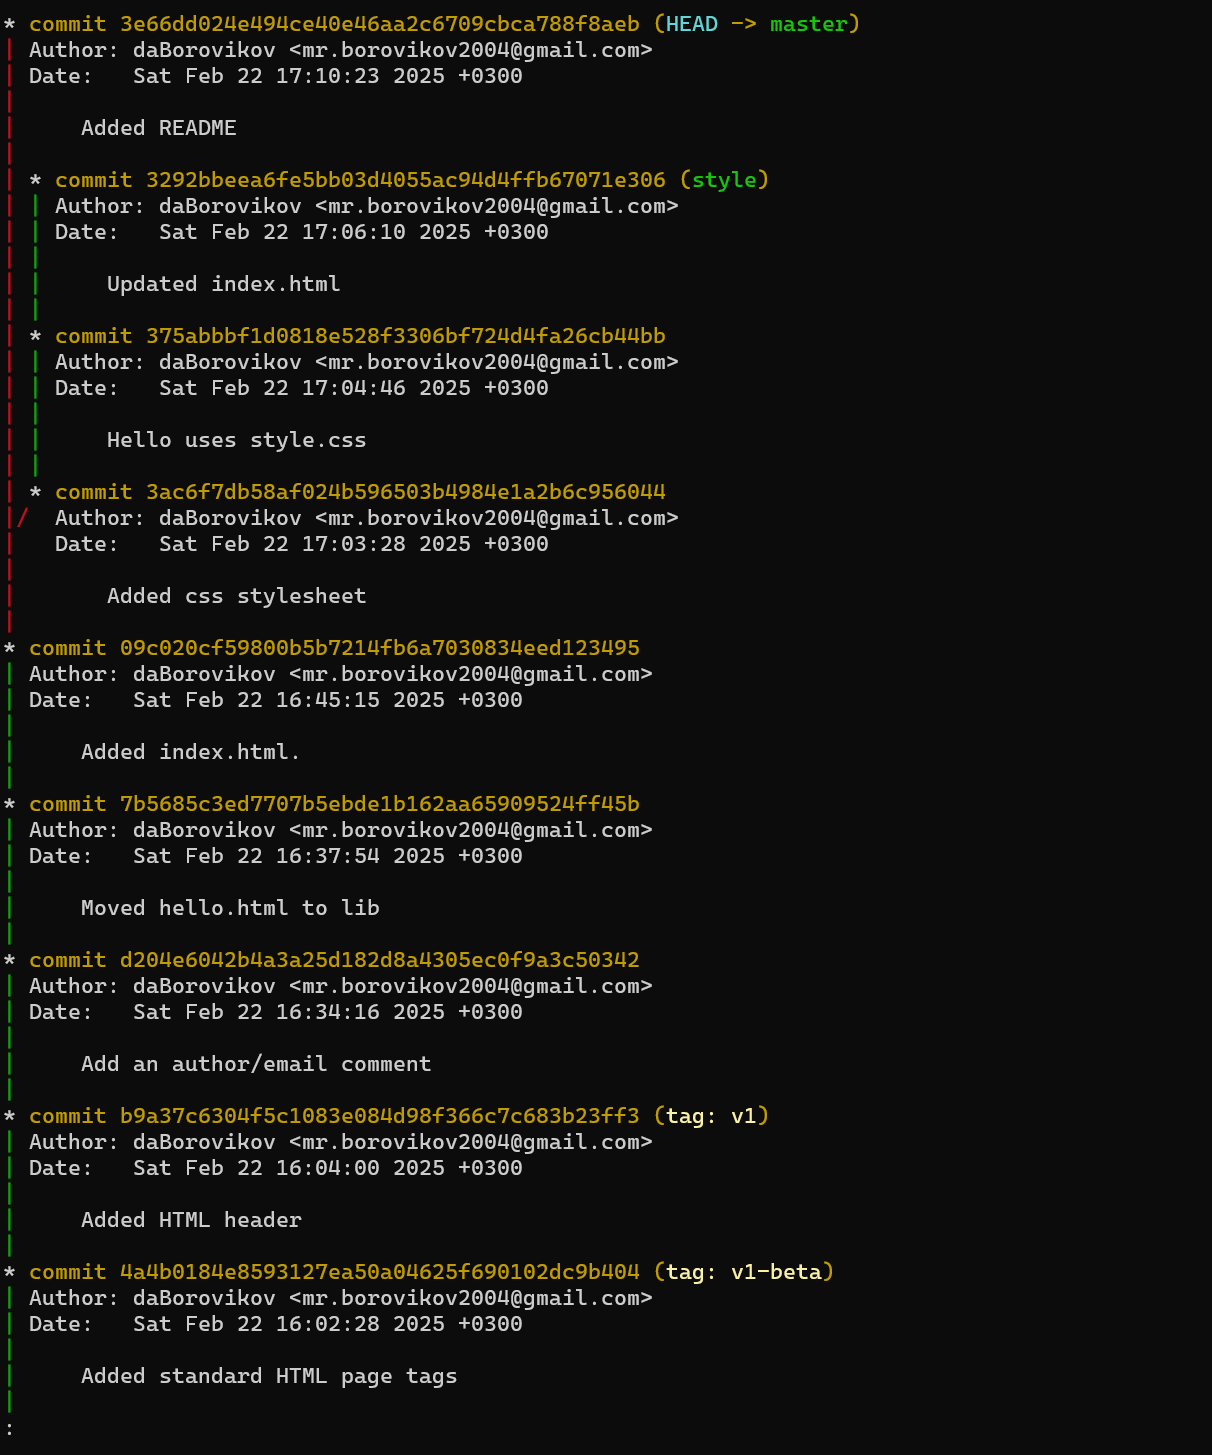 * commit 3e66dd024e494ce40e46aa2c6709cbca788f8aeb (HEAD -> master)
| Author: daBorovikov <mr.borovikov2004@gmail.com>
| Date:   Sat Feb 22 17:10:23 2025 +0300
|
|     Added README
|
| * commit 3292bbeea6fe5bb03d4055ac94d4ffb67071e306 (style)
| | Author: daBorovikov <mr.borovikov2004@gmail.com>
| | Date:   Sat Feb 22 17:06:10 2025 +0300
| |
| |     Updated index.html
| |
| * commit 375abbbf1d0818e528f3306bf724d4fa26cb44bb
| | Author: daBorovikov <mr.borovikov2004@gmail.com>
| | Date:   Sat Feb 22 17:04:46 2025 +0300
| |
| |     Hello uses style.css
| |
| * commit 3ac6f7db58af024b596503b4984e1a2b6c956044
|/  Author: daBorovikov <mr.borovikov2004@gmail.com>
|   Date:   Sat Feb 22 17:03:28 2025 +0300
|
|       Added css stylesheet
|
* commit 09c020cf59800b5b7214fb6a7030834eed123495
| Author: daBorovikov <mr.borovikov2004@gmail.com>
| Date:   Sat Feb 22 16:45:15 2025 +0300
|
|     Added index.html.
|
* commit 7b5685c3ed7707b5ebde1b162aa65909524ff45b
| Author: daBorovikov <mr.borovikov2004@gmail.com>
| Date:   Sat Feb 22 16:37:54 2025 +0300
|
|     Moved hello.html to lib
|
* commit d204e6042b4a3a25d182d8a4305ec0f9a3c50342
| Author: daBorovikov <mr.borovikov2004@gmail.com>
| Date:   Sat Feb 22 16:34:16 2025 +0300
|
|     Add an author/email comment
|
* commit b9a37c6304f5c1083e084d98f366c7c683b23ff3 (tag: v1)
| Author: daBorovikov <mr.borovikov2004@gmail.com>
| Date:   Sat Feb 22 16:04:00 2025 +0300
|
|     Added HTML header
|
* commit 4a4b0184e8593127ea50a04625f690102dc9b404 (tag: v1-beta)
| Author: daBorovikov <mr.borovikov2004@gmail.com>
| Date:   Sat Feb 22 16:02:28 2025 +0300
|
|     Added standard HTML page tags
|
: